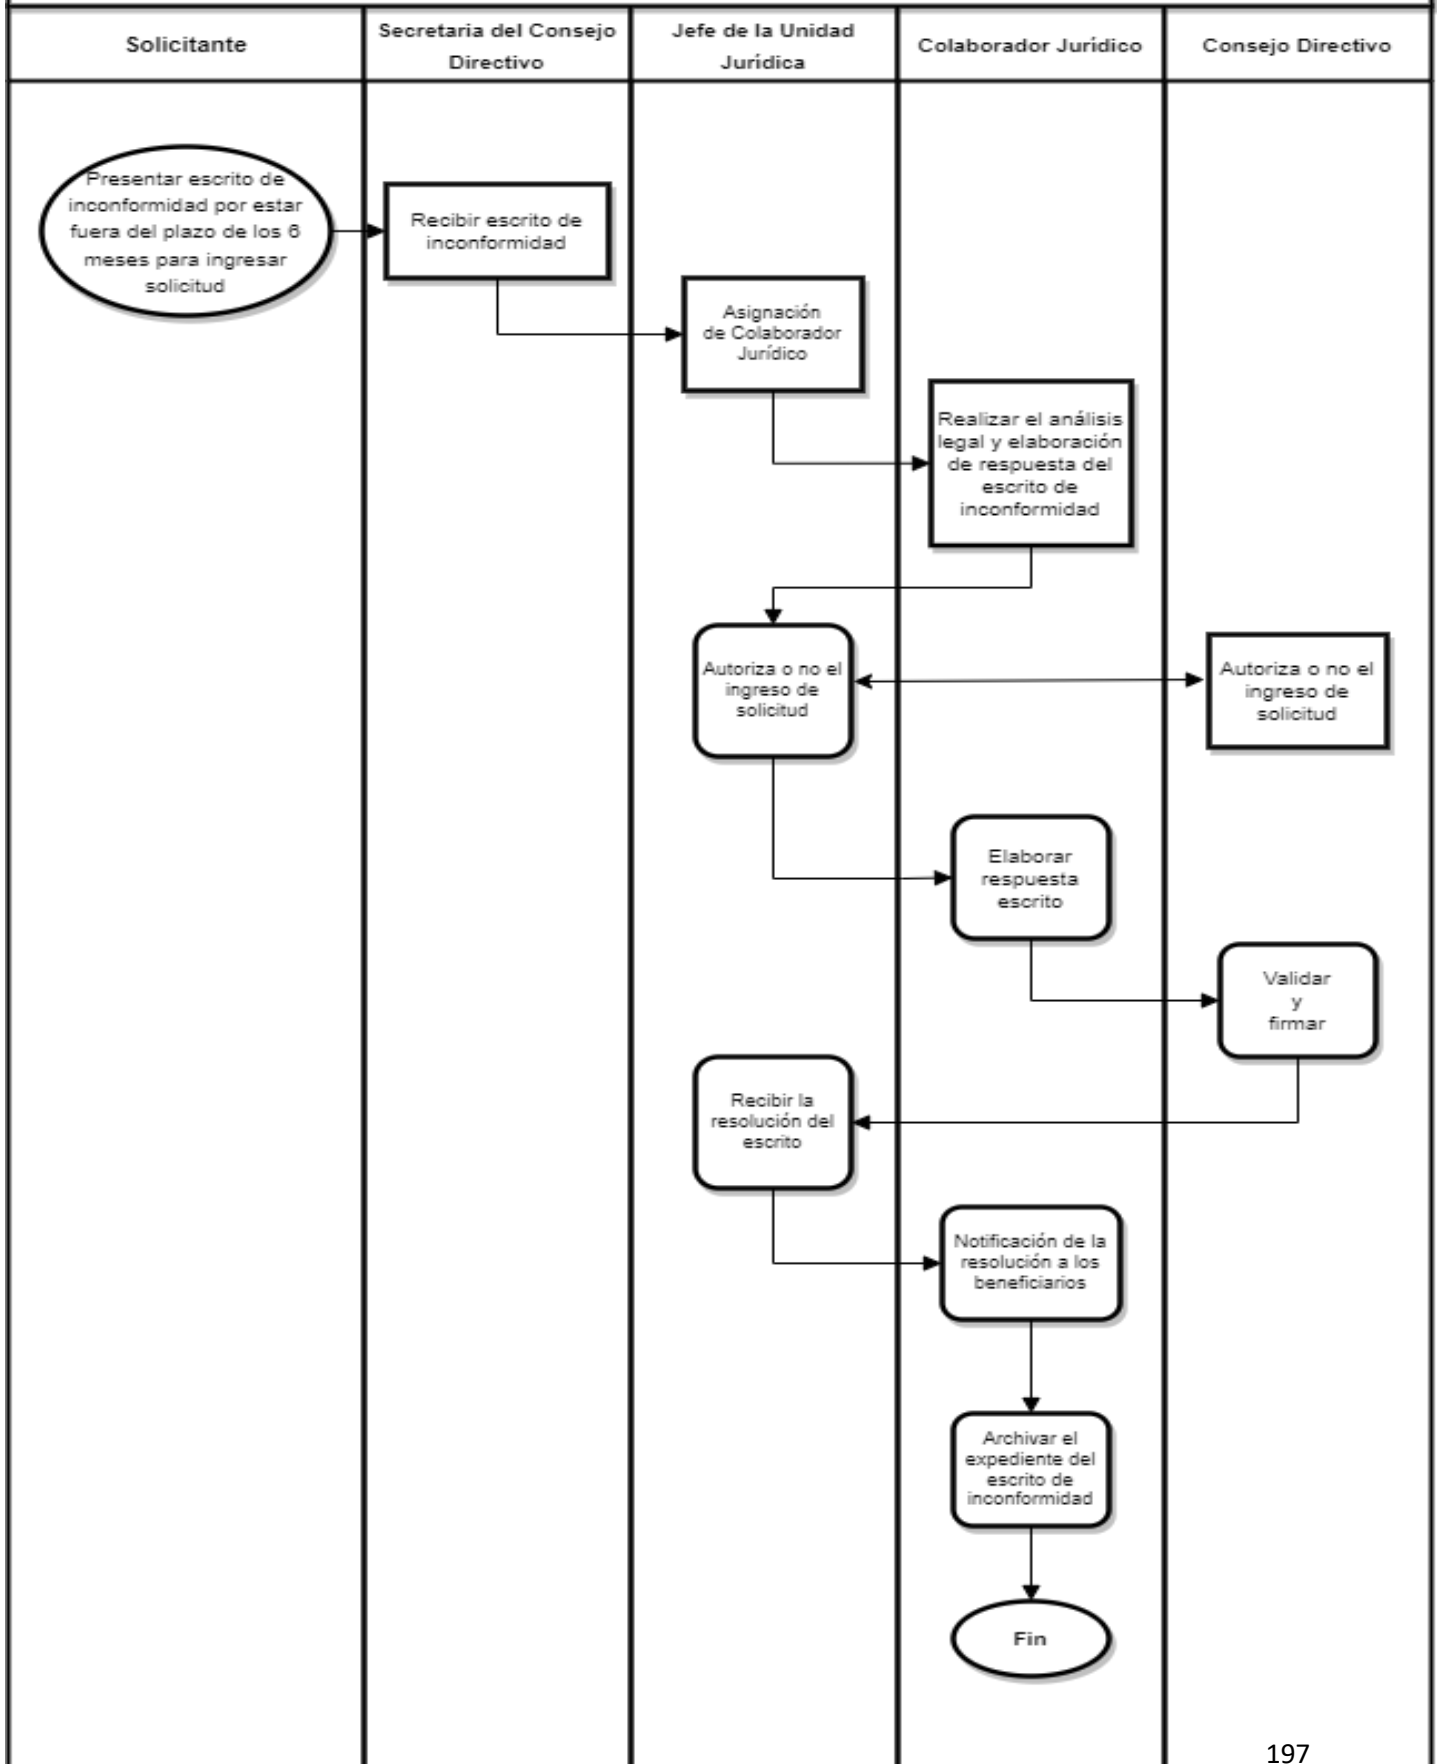 Solicitante
Secretaria del Consejo
Directivo
Jefe de la Unidad
Jurídica
Colaborador Jurídico
Consejo Directivo
Presentar escrito de
inconformidad por estar
fuera del plazo de los 6
meses para ingresar
solicitud
Recibir escrito de
inconformidad
Asignación
de Colaborador
Jurídico
Realizar el análisis
legal y elaboración
de respuesta del
escrito de
inconformidad
Autoriza o no el
ingreso de
solicitud
Autoriza o no el
ingreso de
solicitud
Elaborar
respuesta
escrito
Validar
y
firmar
Recibir la
resolución del
escrito
Notificación de la
resolución a los
beneficiarios
Archivar el
expediente del
escrito de
inconformidad
Fin
197